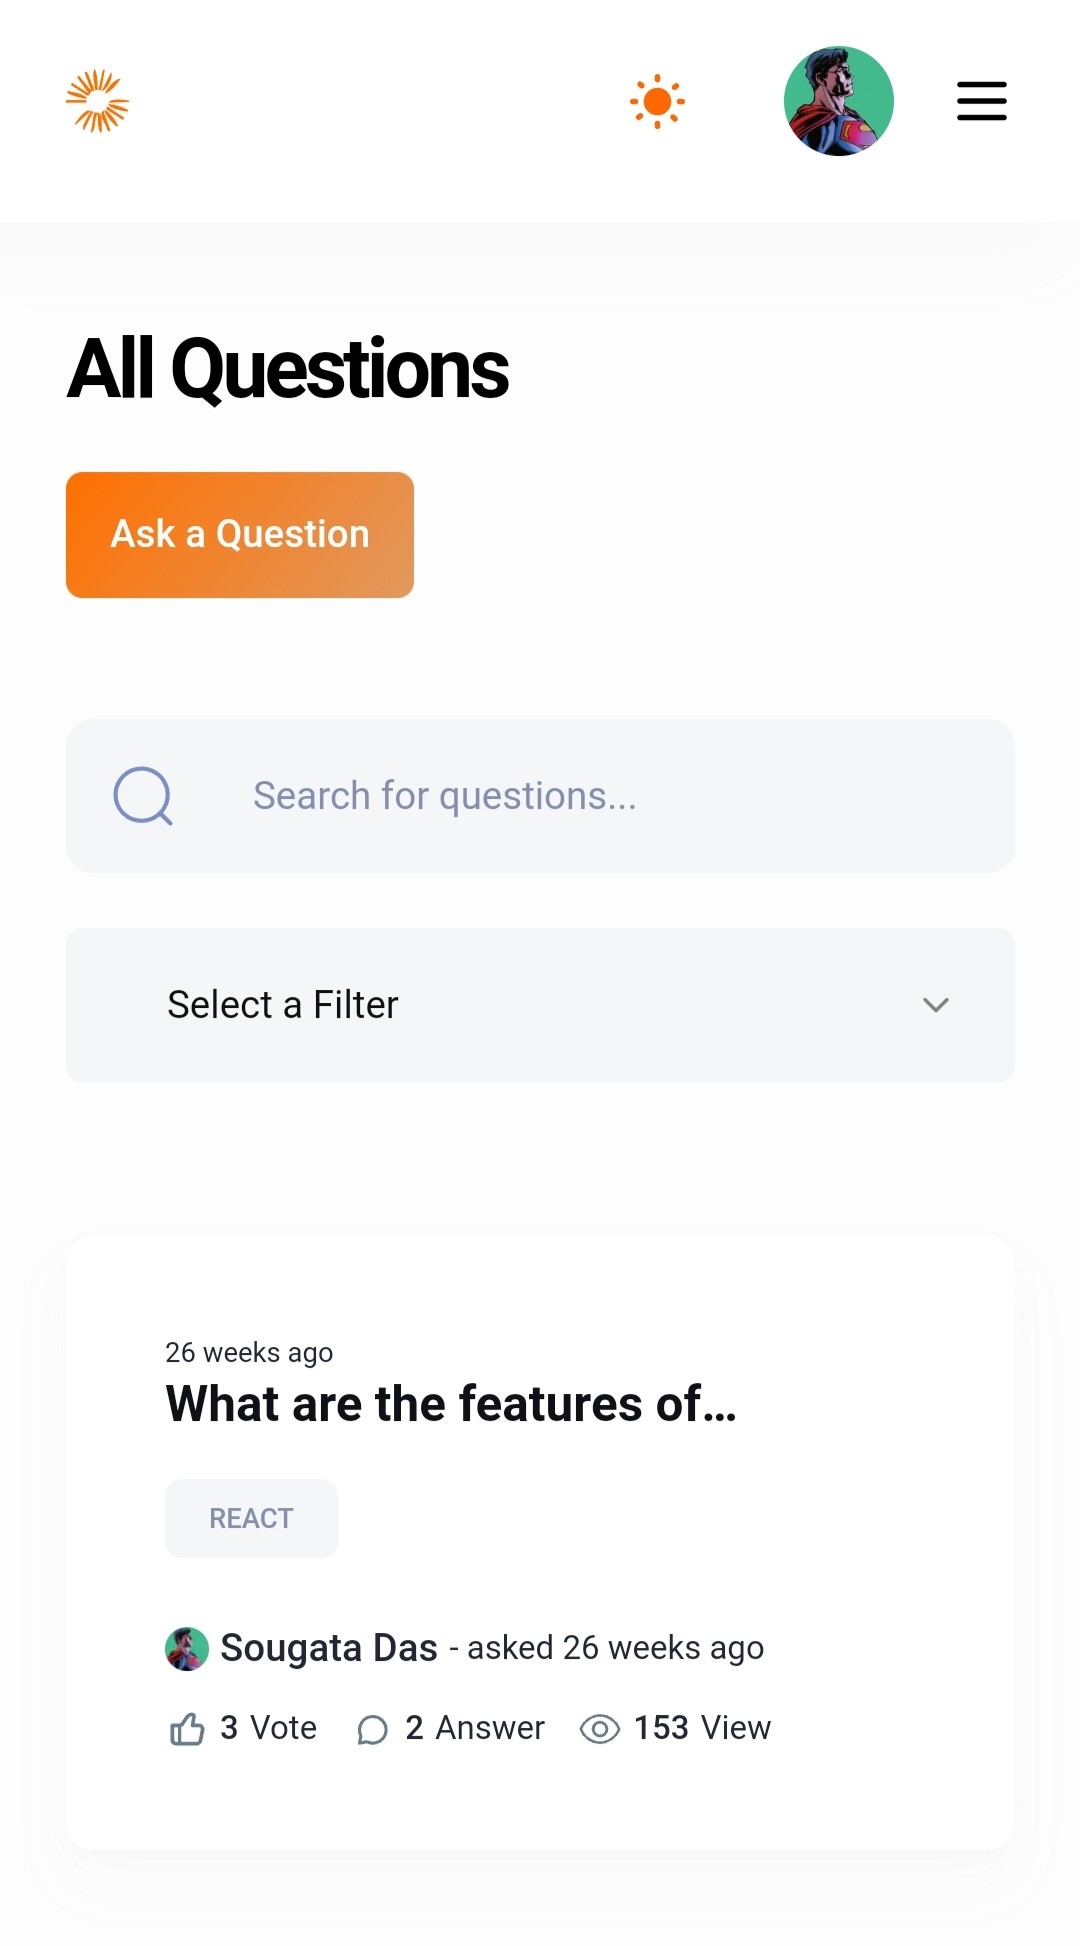 All Questions
Ask a Question
Search for questions...
Select a Filter
26 weeks ago
What are the features of...
REACT
Sougata Das - asked 26 weeks ago
3 Vote 2 Answer 153 View